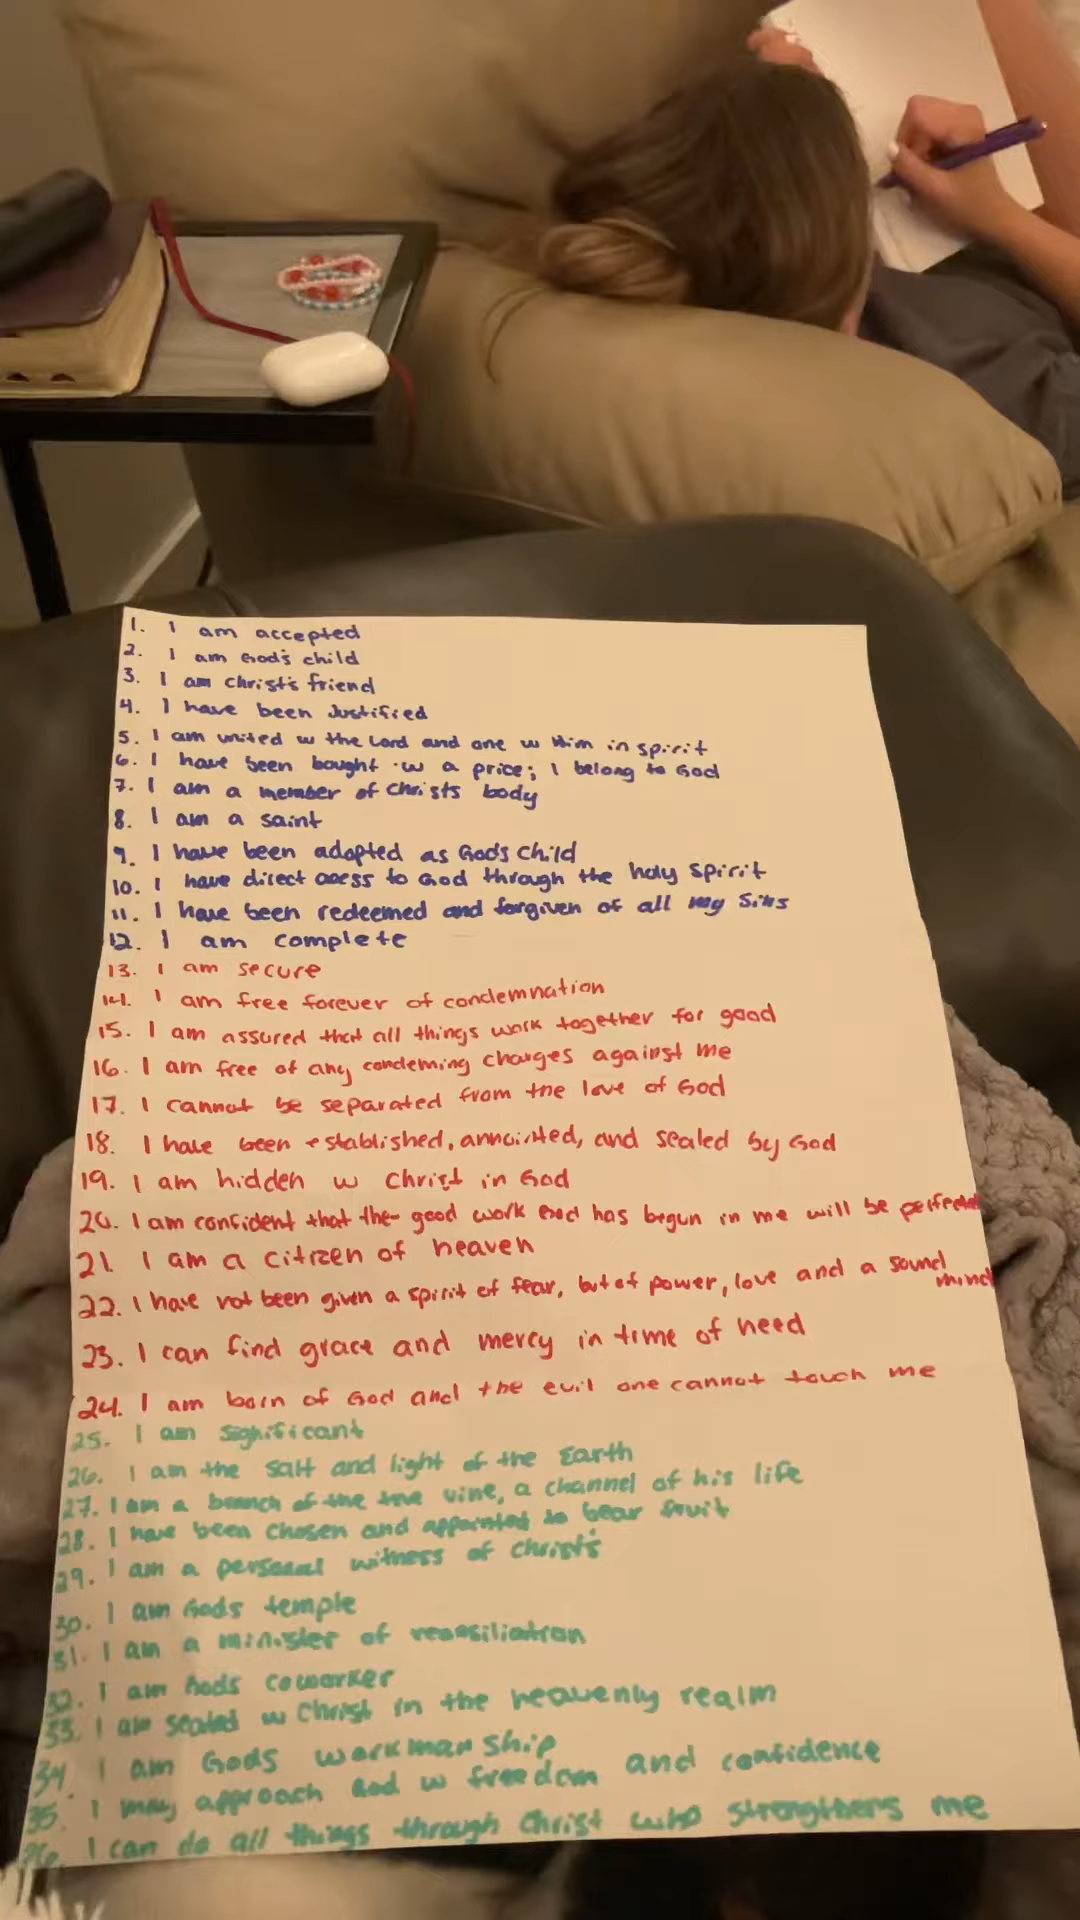 1. I am accepted
2. I am God's child
3. I am christ's friend
4. I have been Justified
5. I am united w the Lord and one w Him in spirit
6. I have been bought w a price; I belong to God
7. I am a member of Christs body
8. I am a saint
9. I have been adopted as Gods child
10. I have direct acess to God through the holy spirit
11. I have been redeemed and forgiven of all my sins
12. I am complete
13. I am secure
14. I am free forever of condemnation
15. I am assured that all things work together for good
16. I am free of any condeming charges against me
17. I cannot be separated from the love of God
18. I have been established, annointed, and sealed by God
19. I am hidden w Christ in God
20. I am confident that the good work God has begun in me will be perfected
21. I am a citizen of heaven
22. I have not been given a spirit of fear, but of power, love and a sound
mind
23. I can find grace and mercy in time of need
24. I am born of God and the evil one cannot touch me
25. I am significant
26. I am the salt and light of the Earth
27. I am a branch of the true vine, a channel of his life
28. I have been chosen and appointed to bear fruit
29. I am a personal witness of christ's
30. I am Gods temple
31. I am a minister of reonsiliation
32. I am Gods coworker
33. I am seated w Christ in the heavenly realm
34. I am Gods workmanship
35. I may approach God w freedom and confidence
36. I can do all things through Christ who strengthens me